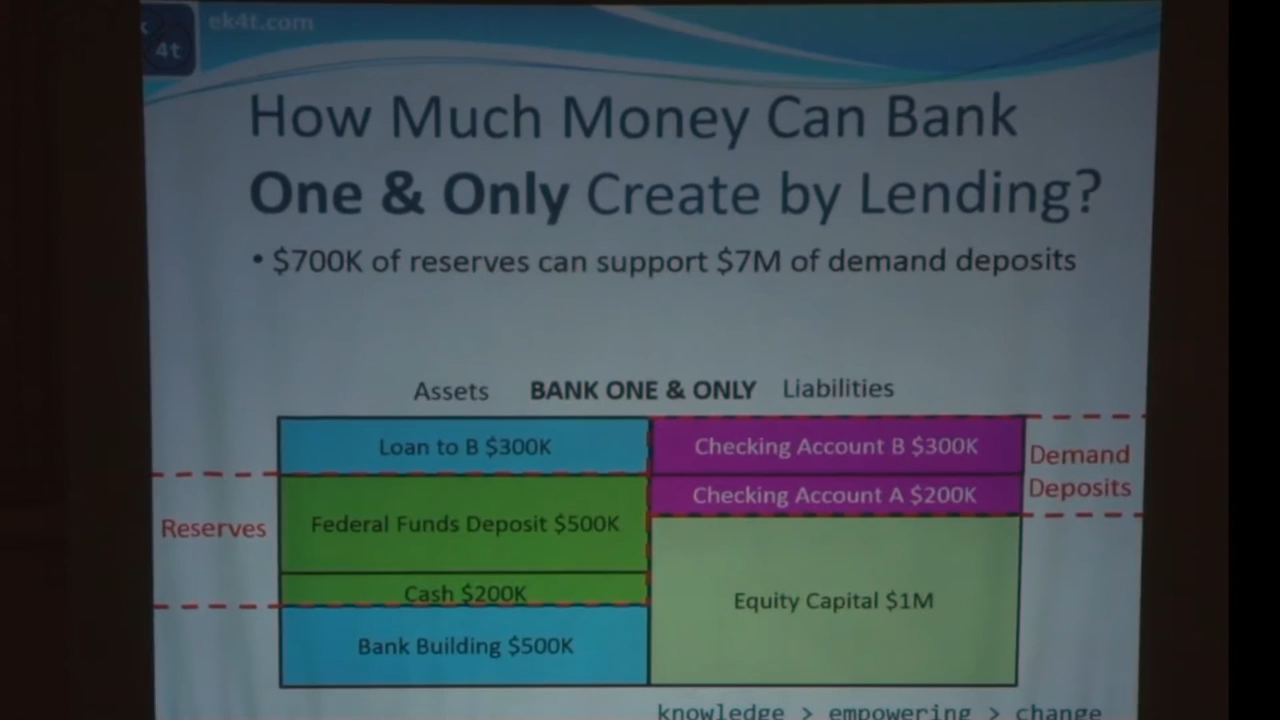 4t
ek4t.com
How Much Money Can Bank
One & Only Create by Lending?
• $700K of reserves can support $7M of demand deposits
Assets BANK ONE & ONLY Liabilities
Loan to B $300K
Checking Account B $300K
Demand
Deposits
Checking Account A $200K
Reserves
Federal Funds Deposit $500K
Cash $200K
Equity Capital $1M
Bank Building $500K
knowledge > empowering > change